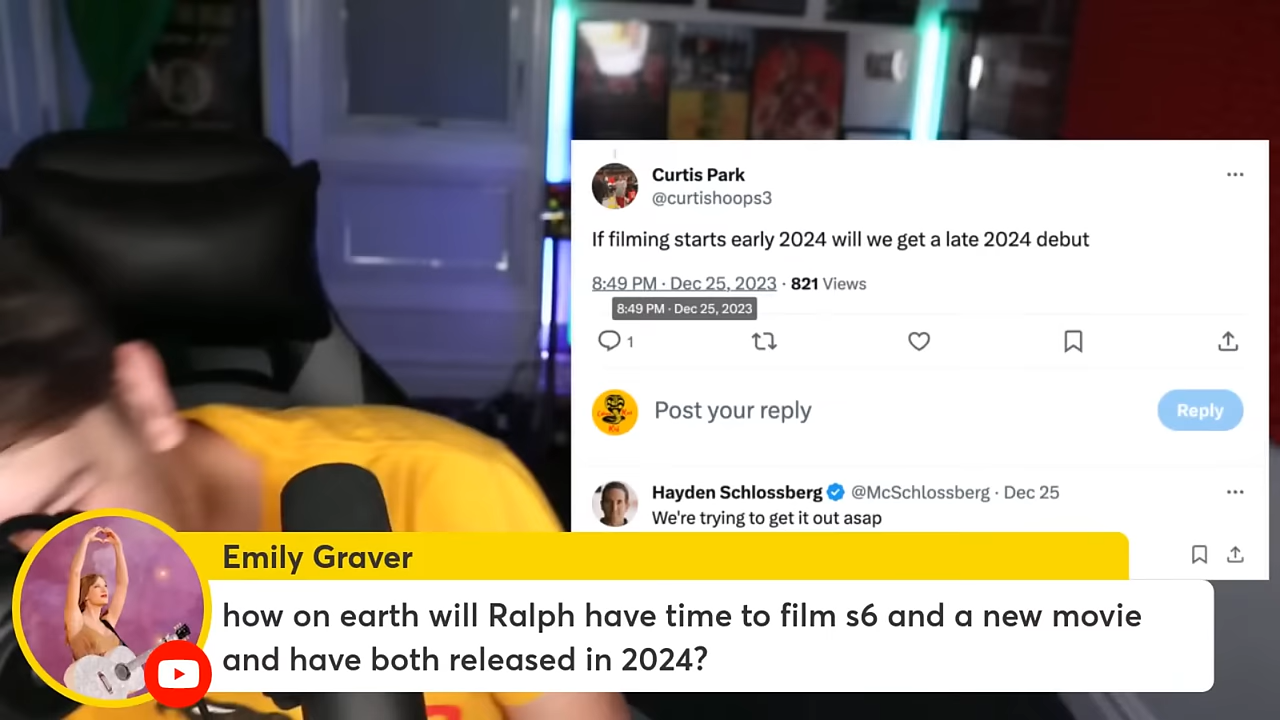 Curtis Park
@curtishoops3
If filming starts early 2024 will we get a late 2024 debut
8:49 PM · Dec 25, 2023 · 821 Views
8:49 PM · Dec 25, 2023
1
Post your reply
Reply
Hayden Schlossberg @McSchlossberg · Dec 25
We're trying to get it out asap
Emily Graver
how on earth will Ralph have time to film s6 and a new movie
and have both released in 2024?